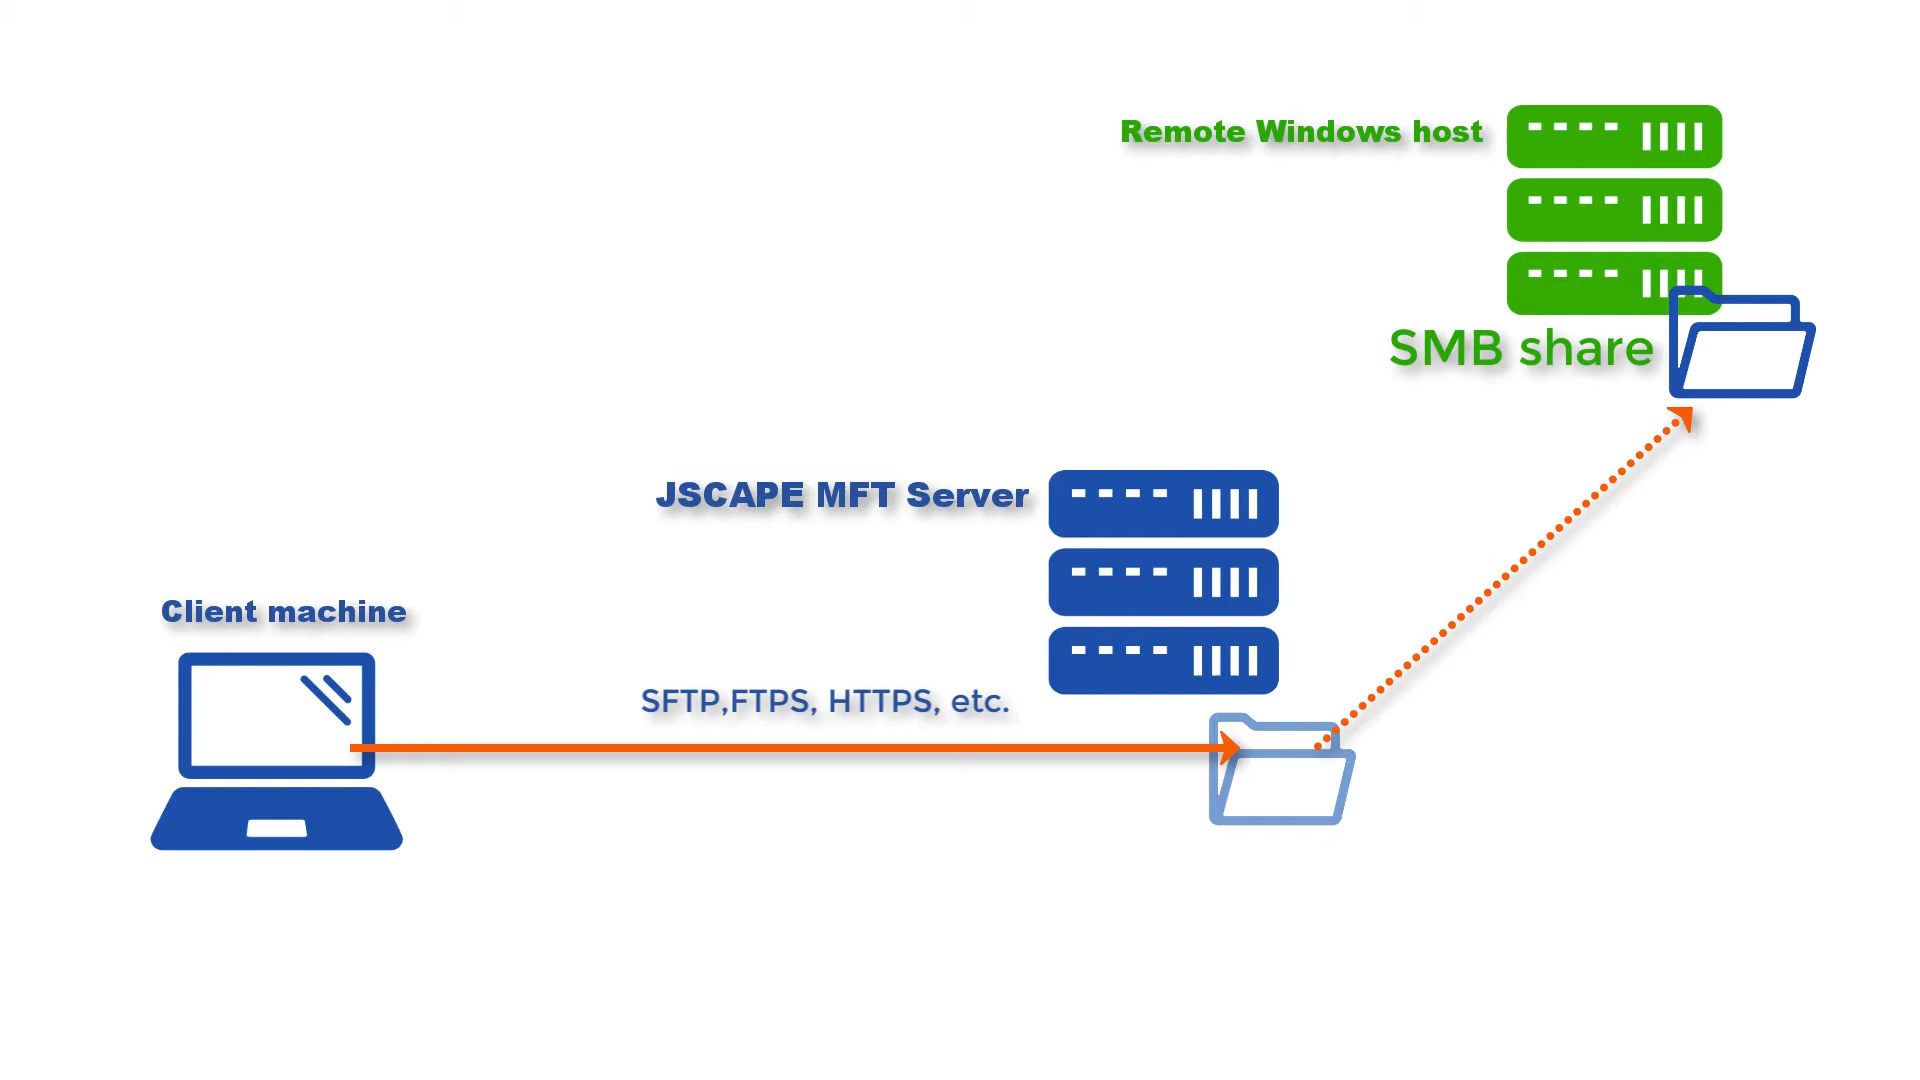 Remote Windows host
SMB share
JSCAPE MFT Server
Client machine
SFTP,FTPS, HTTPS, etc.